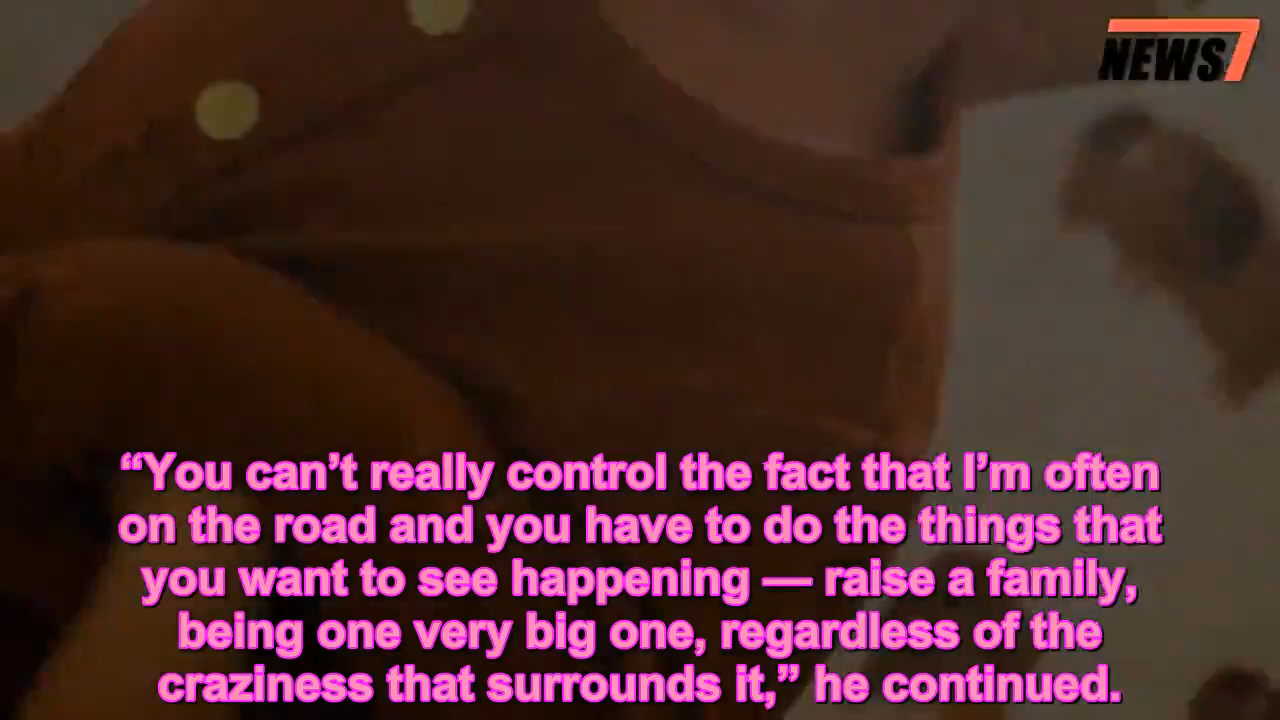 NEWS7
“You can’t really control the fact that I’m often
on the road and you have to do the things that
you want to see happening — raise a family,
being one very big one, regardless of the
craziness that surrounds it,” he continued.